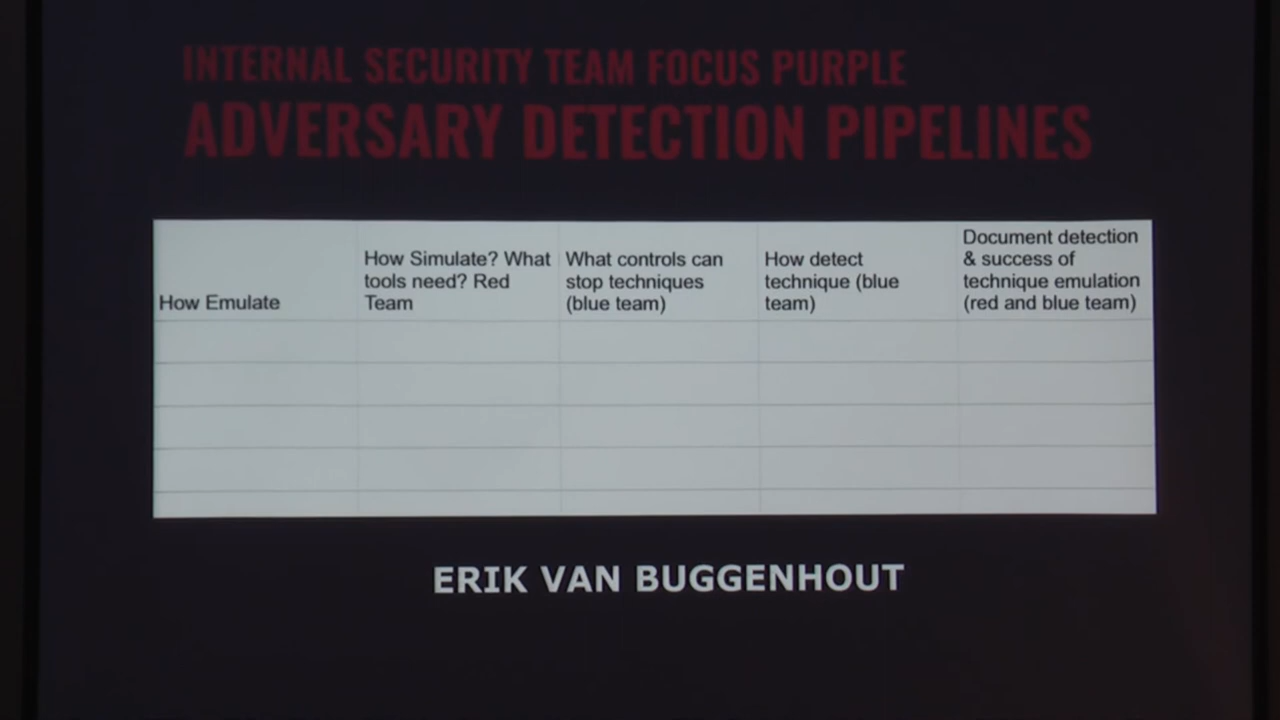 INTERNAL SECURITY TEAM FOCUS PURPLE
ADVERSARY DETECTION PIPELINES
How Emulate
How Simulate? What
tools need? Red
Team
What controls can
stop techniques
(blue team)
How detect
technique (blue
team)
Document detection
& success of
technique emulation
(red and blue team)
ERIK VAN BUGGENHOUT